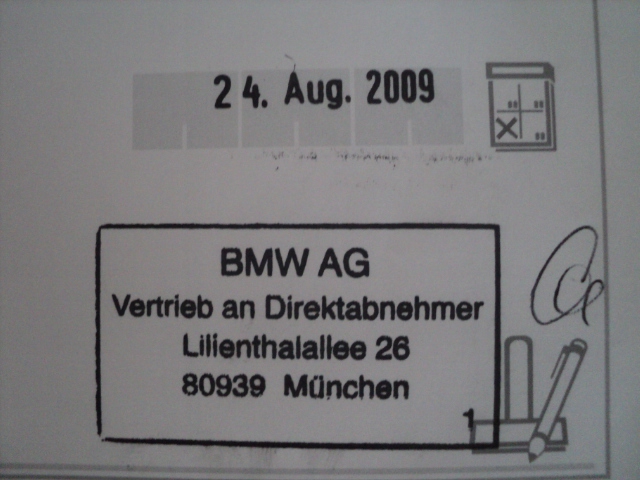 24. Aug. 2009
BMW AG
Vertrieb an Direktabnehmer
Lilienthalallee 26
80939 München
1